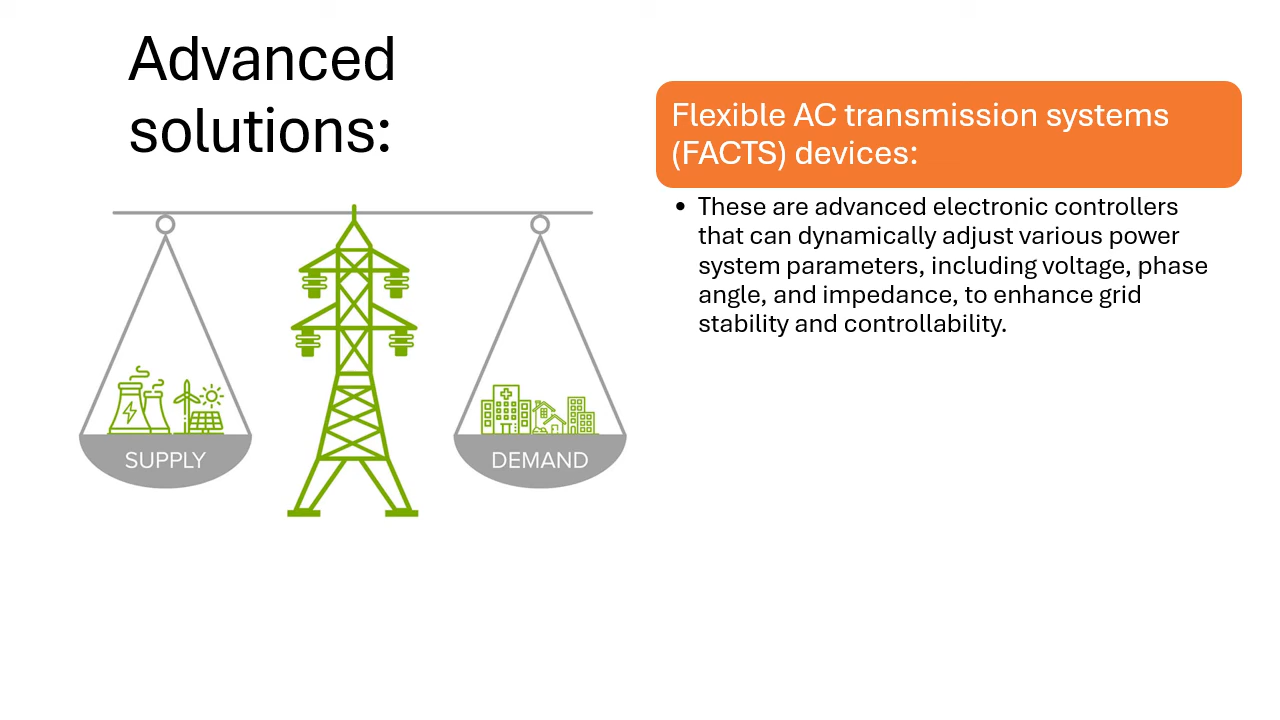 Advanced
solutions:
SUPPLY
DEMAND
Flexible AC transmission systems
(FACTS) devices:
• These are advanced electronic controllers
that can dynamically adjust various power
system parameters, including voltage, phase
angle, and impedance, to enhance grid
stability and controllability.